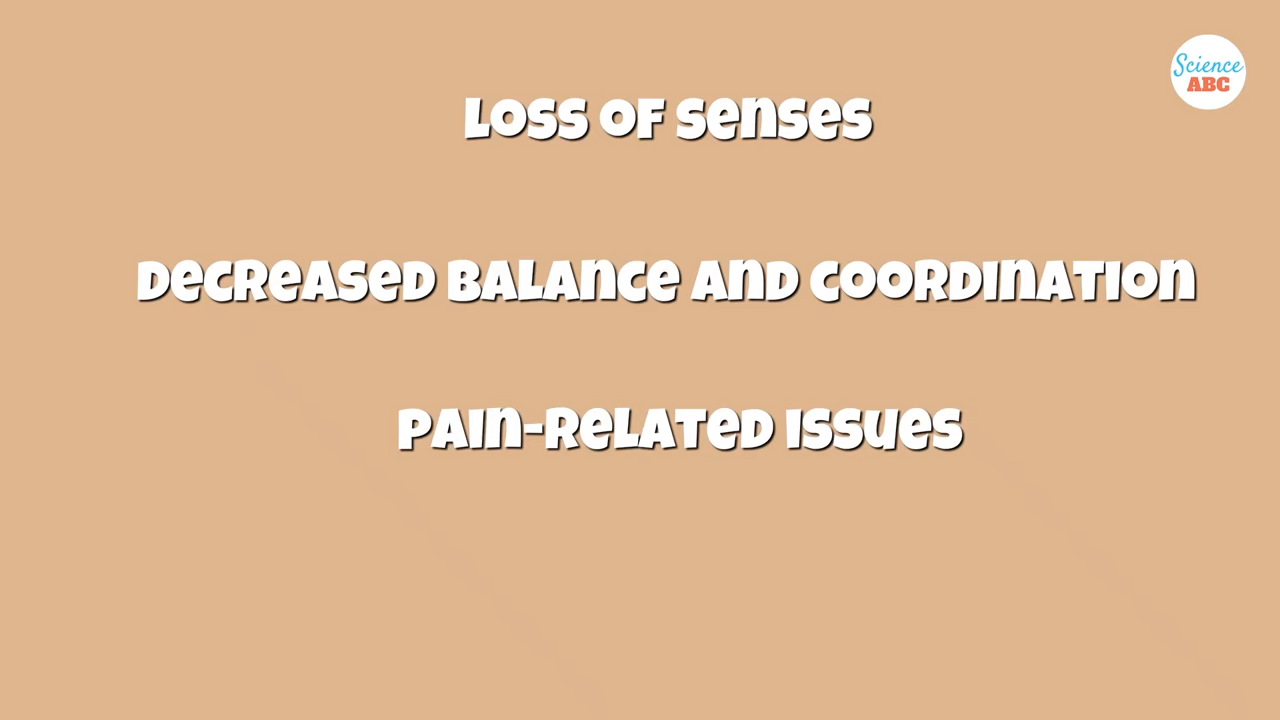 Science
ABC
Loss of senses
Decreased balance and coordination
Pain-related issues